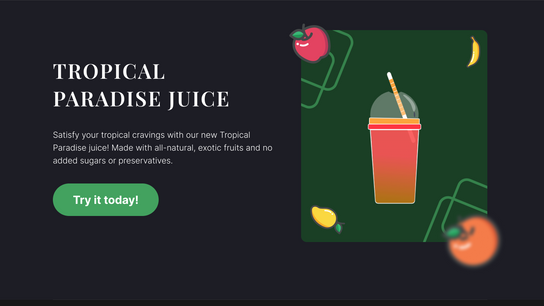 TROPICAL
PARADISE JUICE
Satisfy your tropical cravings with our new Tropical
Paradise juice! Made with all-natural, exotic fruits and no
added sugars or preservatives.
Try it today!